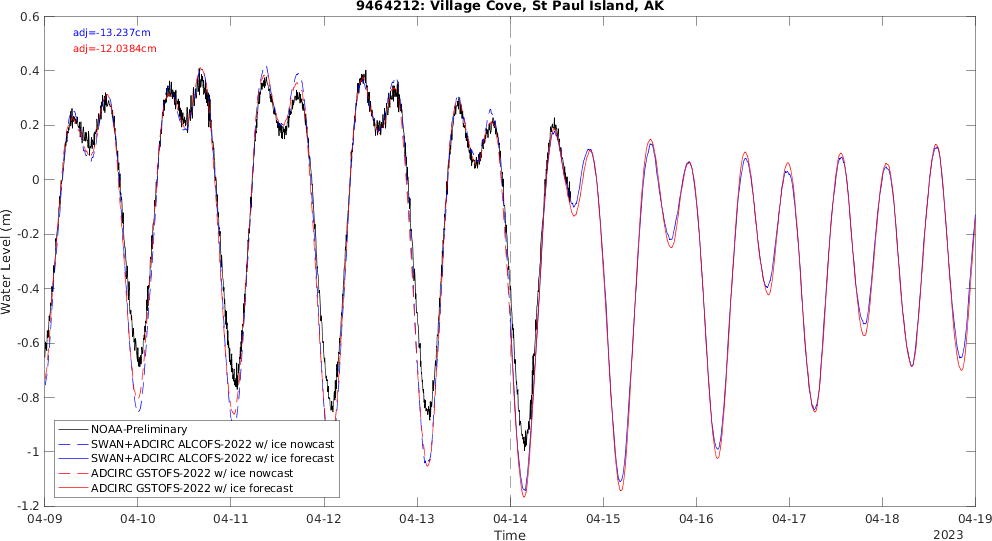 9464212: Village Cove, St Paul Island, AK
adj=-13.237cm
adj=-12.0384cm
Water Level (m)
0.6
0.4
0.2
0
-0.2
-0.4
-0.6
-0.8
-1
-1.2
NOAA-Preliminary
SWAN+ADCIRC ALCOFS-2022 w/ ice nowcast
SWAN+ADCIRC ALCOFS-2022 w/ ice forecast
ADCIRC GSTOFS-2022 w/ ice nowcast
ADCIRC GSTOFS-2022 w/ ice forecast
04-09 04-10 04-11 04-12 04-13 04-14 04-15 04-16 04-17 04-18 04-19
Time
2023